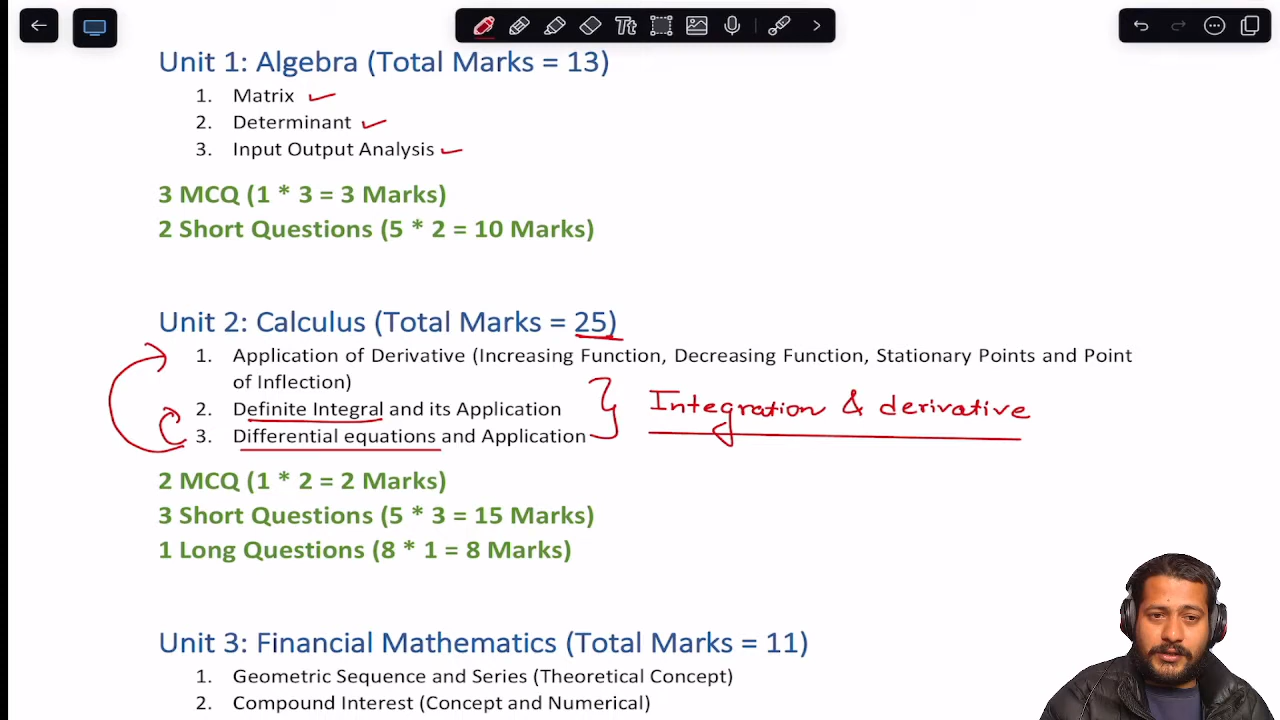 Tt
Unit 1: Algebra (Total Marks = 13)
1. Matrix
2. Determinant
3. Input Output Analysis
3 MCQ (1 * 3 = 3 Marks)
2 Short Questions (5 * 2 = 10 Marks)
Unit 2: Calculus (Total Marks = 25)
1. Application of Derivative (Increasing Function, Decreasing Function, Stationary Points and Point
of Inflection)
2. Definite Integral and its Application
3. Differential equations and Application
Integration & derivative
2 MCQ (1 * 2 = 2 Marks)
3 Short Questions (5 * 3 = 15 Marks)
1 Long Questions (8 * 1 = 8 Marks)
Unit 3: Financial Mathematics (Total Marks = 11)
1. Geometric Sequence and Series (Theoretical Concept)
2. Compound Interest (Concept and Numerical)